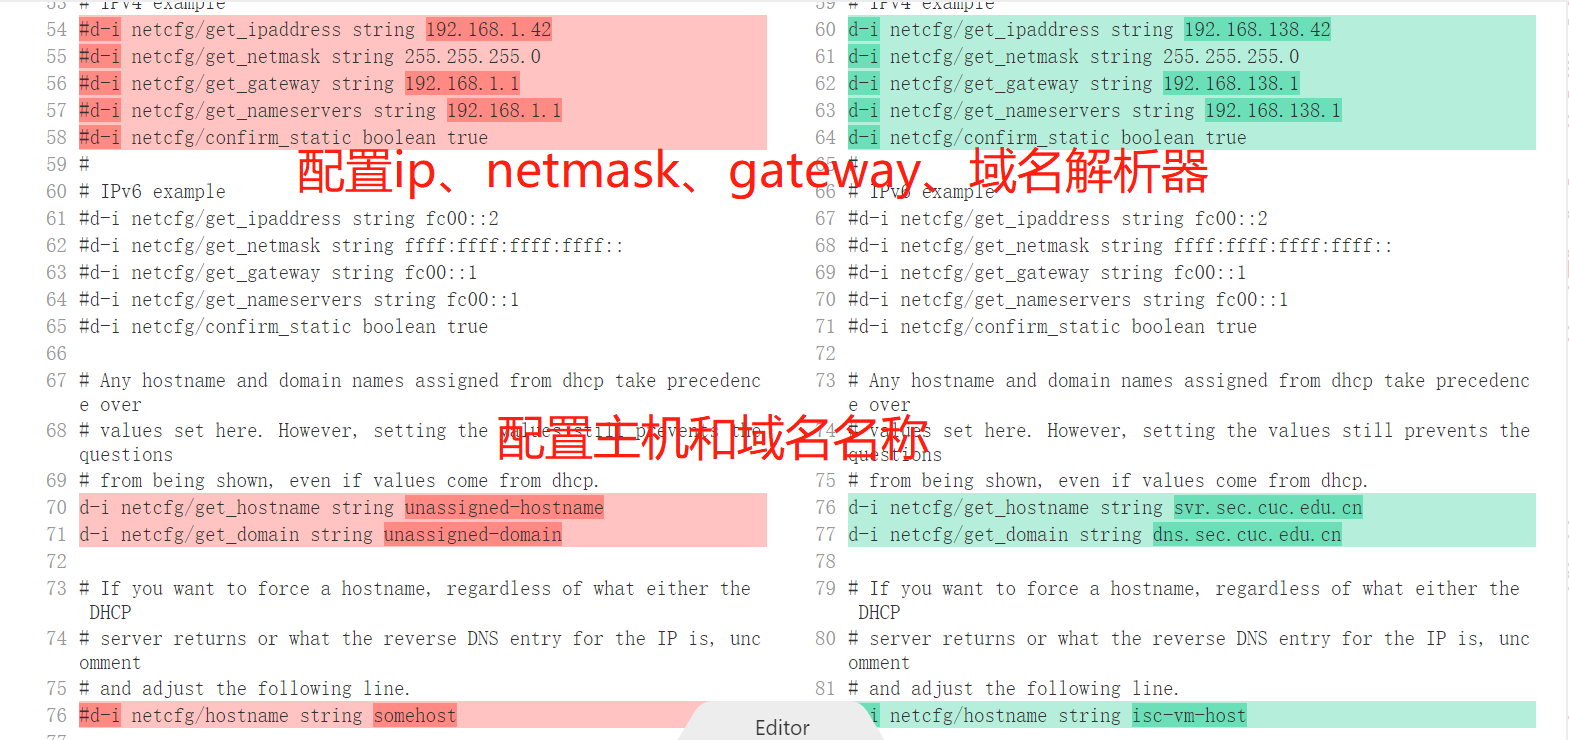 53 # IPv4 example
54 #d-i netcfg/get_ipaddress string 192.168.1.42
55 #d-i netcfg/get_netmask string 255.255.255.0
56 #d-i netcfg/get_gateway string 192.168.1.1
57 #d-i netcfg/get_nameservers string 192.168.1.1
58 #d-i netcfg/confirm_static boolean true
59 #
60 # IPv6 example
61 #d-i netcfg/get_ipaddress string fc00::2
62 #d-i netcfg/get_netmask string ffff:ffff:ffff:ffff::
63 #d-i netcfg/get_gateway string fc00::1
64 #d-i netcfg/get_nameservers string fc00::1
65 #d-i netcfg/confirm_static boolean true
66
67 # Any hostname and domain names assigned from dhcp take precedenc
e over
68 # values set here. However, setting the values still prevents the
questions
69 # from being shown, even if values come from dhcp.
70 d-i netcfg/get_hostname string unassigned-hostname
71 d-i netcfg/get_domain string unassigned-domain
72
73 # If you want to force a hostname, regardless of what either the
DHCP
74 # server returns or what the reverse DNS entry for the IP is, unc
omment
75 # and adjust the following line.
76 #d-i netcfg/hostname string somehost
77
59 # IPv4 example
60 d-i netcfg/get_ipaddress string 192.168.138.42
61 d-i netcfg/get_netmask string 255.255.255.0
62 d-i netcfg/get_gateway string 192.168.138.1
63 d-i netcfg/get_nameservers string 192.168.138.1
64 d-i netcfg/confirm_static boolean true
65 #
66 # IPv6 example
67 #d-i netcfg/get_ipaddress string fc00::2
68 #d-i netcfg/get_netmask string ffff:ffff:ffff:ffff::
69 #d-i netcfg/get_gateway string fc00::1
70 #d-i netcfg/get_nameservers string fc00::1
71 #d-i netcfg/confirm_static boolean true
72
73 # Any hostname and domain names assigned from dhcp take precedenc
e over
74 # values set here. However, setting the values still prevents the
questions
75 # from being shown, even if values come from dhcp.
76 d-i netcfg/get_hostname string svr.sec.cuc.edu.cn
77 d-i netcfg/get_domain string dns.sec.cuc.edu.cn
78
79 # If you want to force a hostname, regardless of what either the
DHCP
80 # server returns or what the reverse DNS entry for the IP is, unc
omment
81 # and adjust the following line.
i netcfg/hostname string isc-vm-host
配置ip、netmask、gateway、域名解析器
配置主机和域名名称
Editor